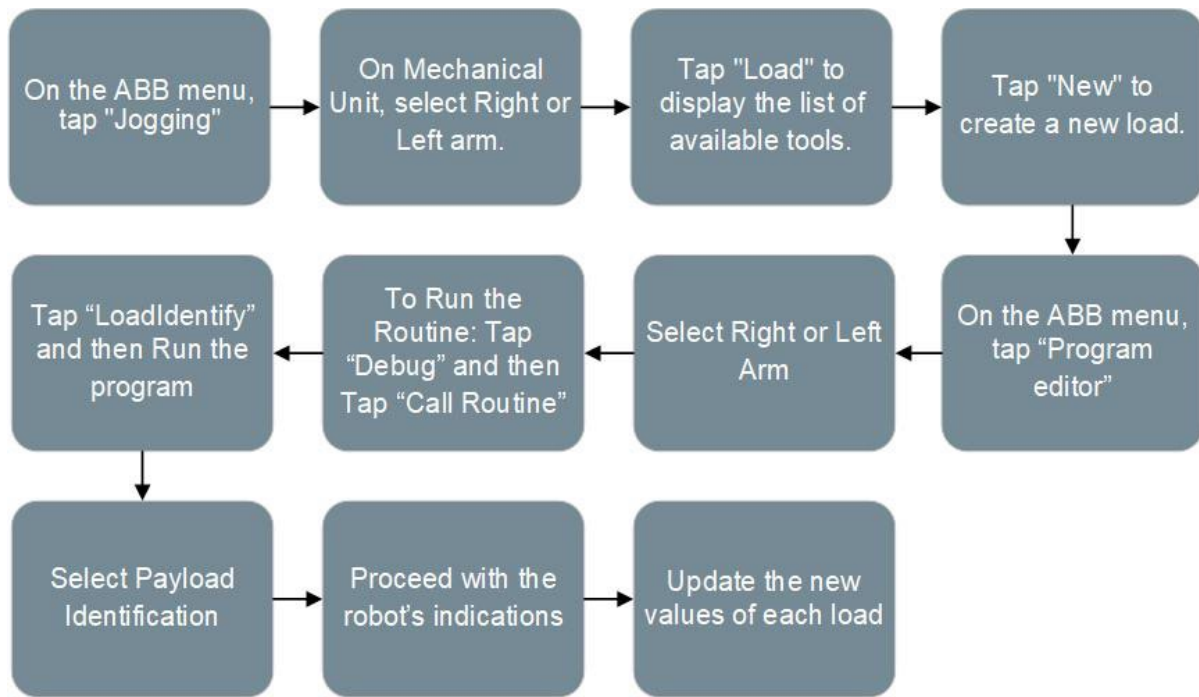 On the ABB menu,
tap "Jogging"
On Mechanical
Unit, select Right or
Left arm.
Tap "Load" to
display the list of
available tools.
Tap "New" to
create a new load.
On the ABB menu,
tap “Program
editor”
Select Right or Left
Arm
To Run the
Routine: Tap
“Debug” and then
Tap “Call Routine”
Tap “LoadIdentify”
and then Run the
program
Select Payload
Identification
Proceed with the
robot’s indications
Update the new
values of each load